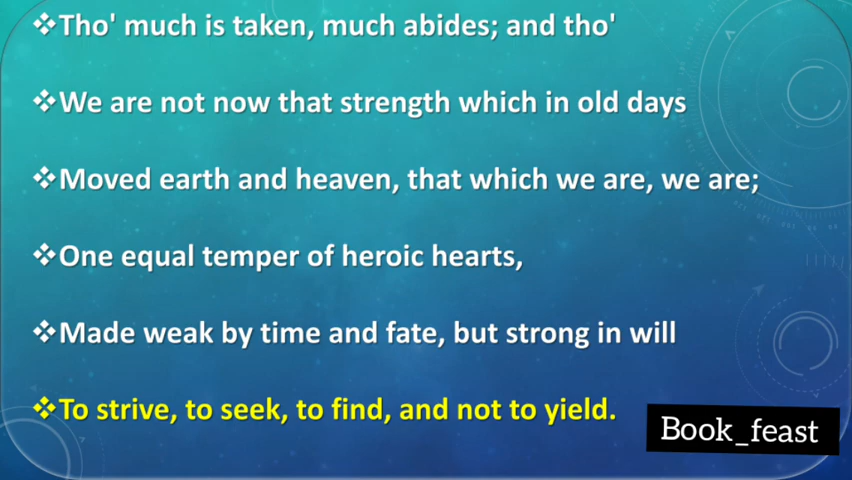 ❖Tho' much is taken, much abides; and tho'
❖We are not now that strength which in old days
❖Moved earth and heaven, that which we are, we are;
❖One equal temper of heroic hearts,
❖Made weak by time and fate, but strong in will
❖To strive, to seek, to find, and not to yield.
Book_feast